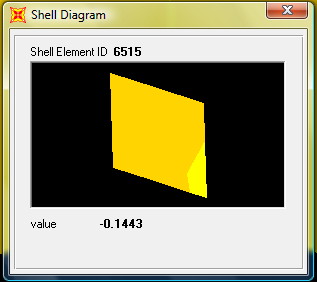 Shell Diagram
Shell Element ID 6515
value -0.1443